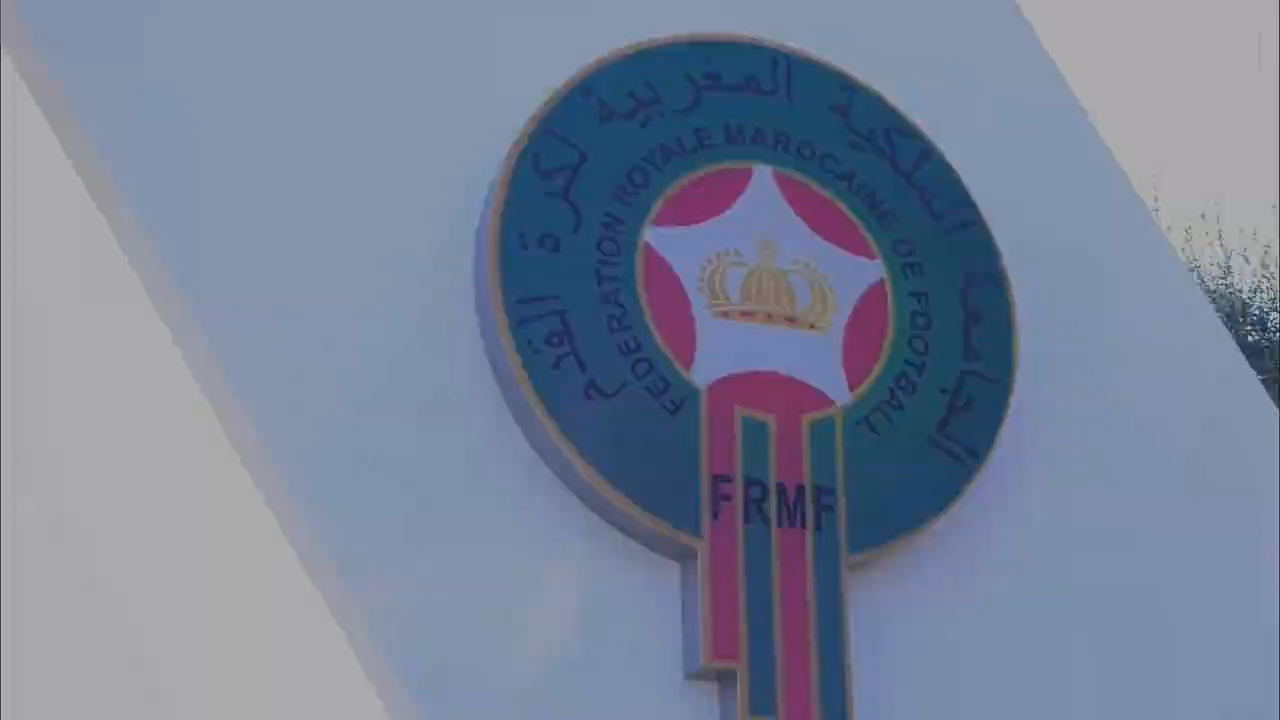 الجامعة الملكية المغربية لكرة القدم
FEDERATION ROYALE MAROCAINE DE FOOTBALL
FRMF